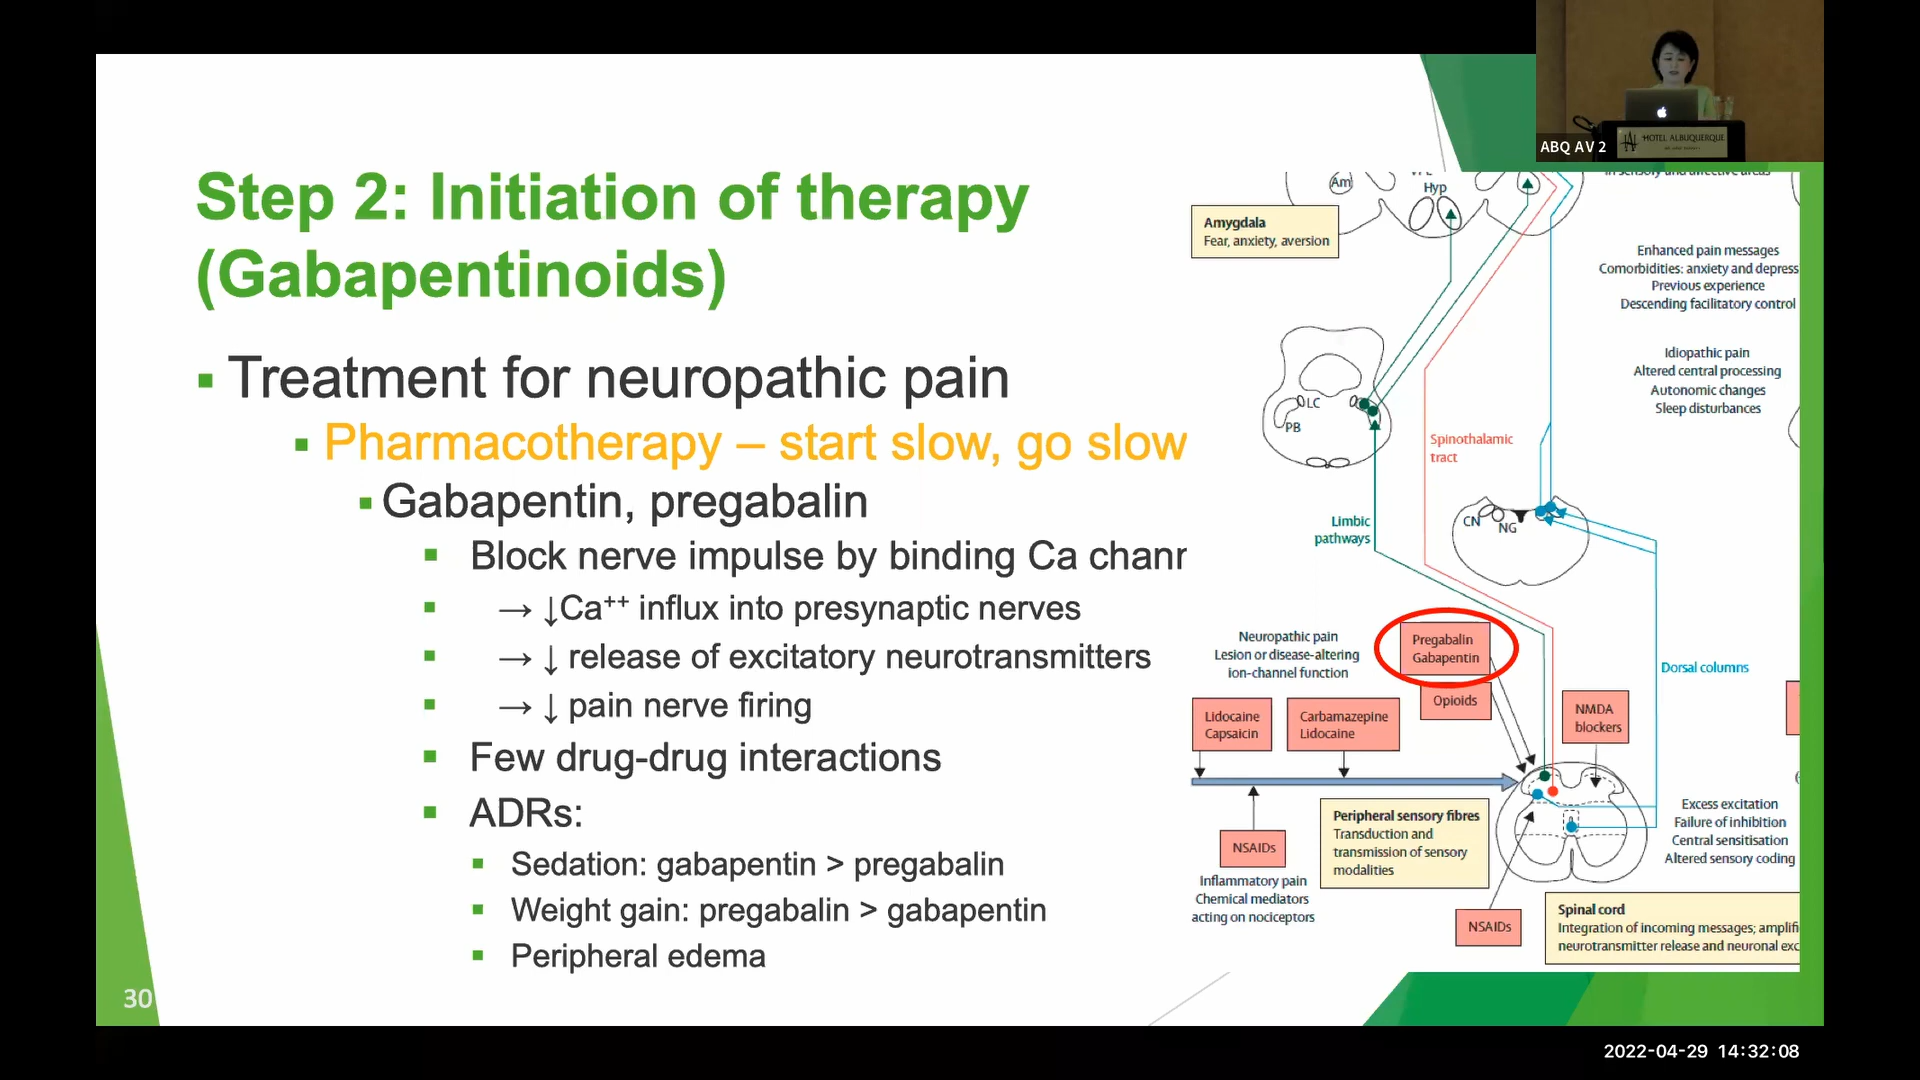 Step 2: Initiation of therapy
(Gabapentinoids)
Treatment for neuropathic pain
Pharmacotherapy – start slow, go slow
Gabapentin, pregabalin
Block nerve impulse by binding Ca
→ ↓Ca⁺⁺ influx into presynaptic nerves
→ ↓ release of excitatory neurotransmitters
→ ↓ pain nerve firing
Few drug-drug interactions
ADRs:
Sedation: gabapentin > pregabalin
Weight gain: pregabalin > gabapentin
Peripheral edema
30
Am
Hyp
Amygdala
Fear, anxiety, aversion
in sensory and affective areas
Enhanced pain messages
Comorbidities: anxiety and depress
Previous experience
Descending facilitatory control
Idiopathic pain
Altered central processing
Autonomic changes
Sleep disturbances
LC
PB
Spinothalamic
tract
CN
NG
Limbic
pathways
Neuropathic pain
Lesion or disease-altering
ion-channel function
Pregabalin
Gabapentin
Opioids
Dorsal columns
Lidocaine
Capsaicin
Carbamazepine
Lidocaine
NMDA
blockers
NSAIDs
Inflammatory pain
Chemical mediators
acting on nociceptors
Peripheral sensory fibres
Transduction and
transmission of sensory
modalities
Excess excitation
Failure of inhibition
Central sensitisation
Altered sensory coding
NSAIDs
Spinal cord
Integration of incoming messages; amplifi
neurotransmitter release and neuronal exc
ABQ AV 2
HOTEL ALBUQUERQUE
2022-04-29 14:32:08